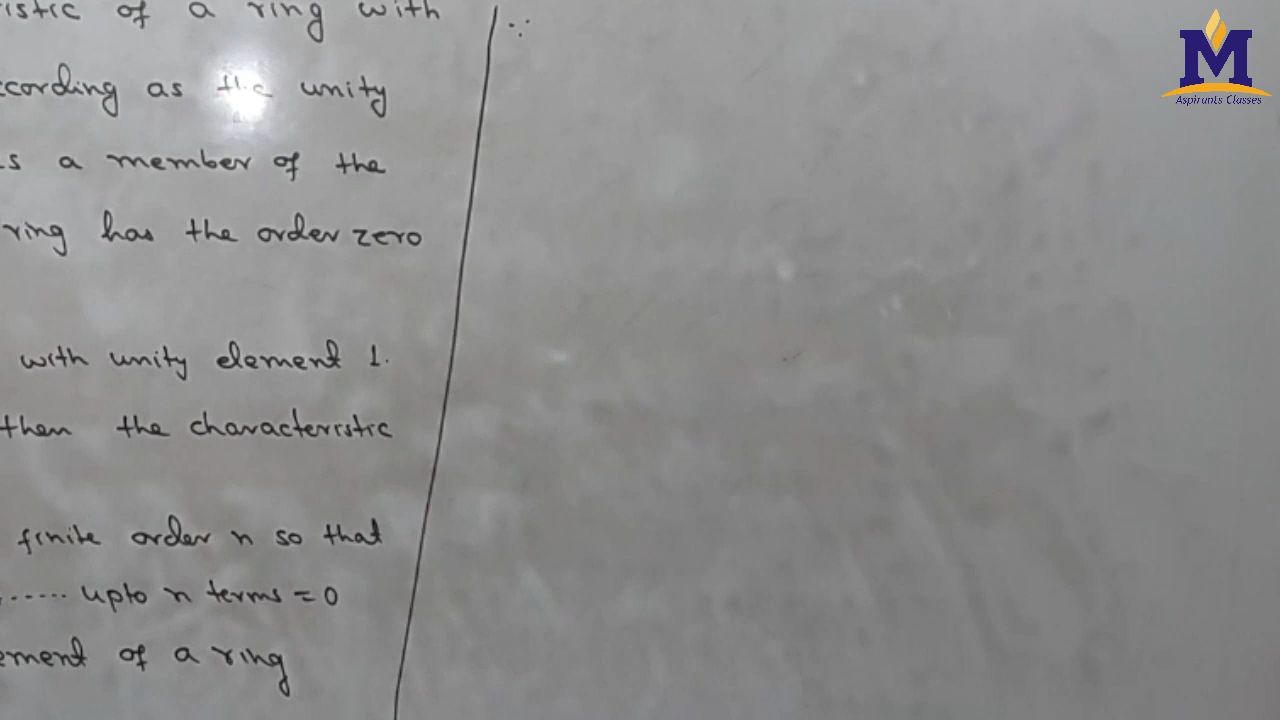 istic of a ring with
ccording as the unity
s a member of the
ring has the order zero
with unity element 1.
then the characteristic
finite order n so that
...... upto n terms = 0
ement of a ring
∵
M
Aspirants Classes